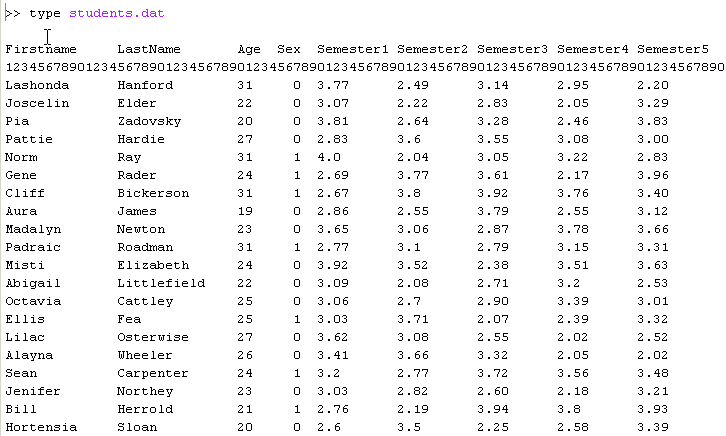 >> type students.dat
Firstname LastName Age Sex Semester1 Semester2 Semester3 Semester4 Semester5
123456789012345678901234567890123456789012345678901234567890123456789012345678901234567890
Lashonda Hanford 31 0 3.77 2.49 3.14 2.95 2.20
Joscelin Elder 22 0 3.07 2.22 2.83 2.05 3.29
Pia Zadovsky 20 0 3.81 2.64 3.28 2.46 3.83
Pattie Hardie 27 0 2.83 3.6 3.55 3.08 3.00
Norm Ray 31 1 4.0 2.04 3.05 3.22 2.83
Gene Rader 24 1 2.69 3.77 3.61 2.17 3.96
Cliff Bickerson 31 1 2.67 3.8 3.92 3.76 3.40
Aura James 19 0 2.86 2.55 3.79 2.55 3.12
Madalyn Newton 23 0 3.65 3.06 2.87 3.78 3.66
Padraic Roadman 31 1 2.77 3.1 2.79 3.15 3.31
Misti Elizabeth 24 0 3.92 3.52 2.38 3.51 3.63
Abigail Littlefield 22 0 3.09 2.08 2.71 3.2 2.53
Octavia Cattley 25 0 3.06 2.7 2.90 3.39 3.01
Ellis Fea 25 1 3.03 3.71 2.07 2.39 3.32
Lilac Osterwise 27 0 3.62 3.08 2.55 2.02 2.52
Alayna Wheeler 26 0 3.41 3.66 3.32 2.05 2.02
Sean Carpenter 24 1 3.2 2.77 3.72 3.56 3.48
Jenifer Northey 23 0 3.03 2.82 2.60 2.18 3.21
Bill Herrold 21 1 2.76 2.19 3.94 3.8 3.93
Hortensia Sloan 20 0 2.6 3.5 2.25 2.58 3.39